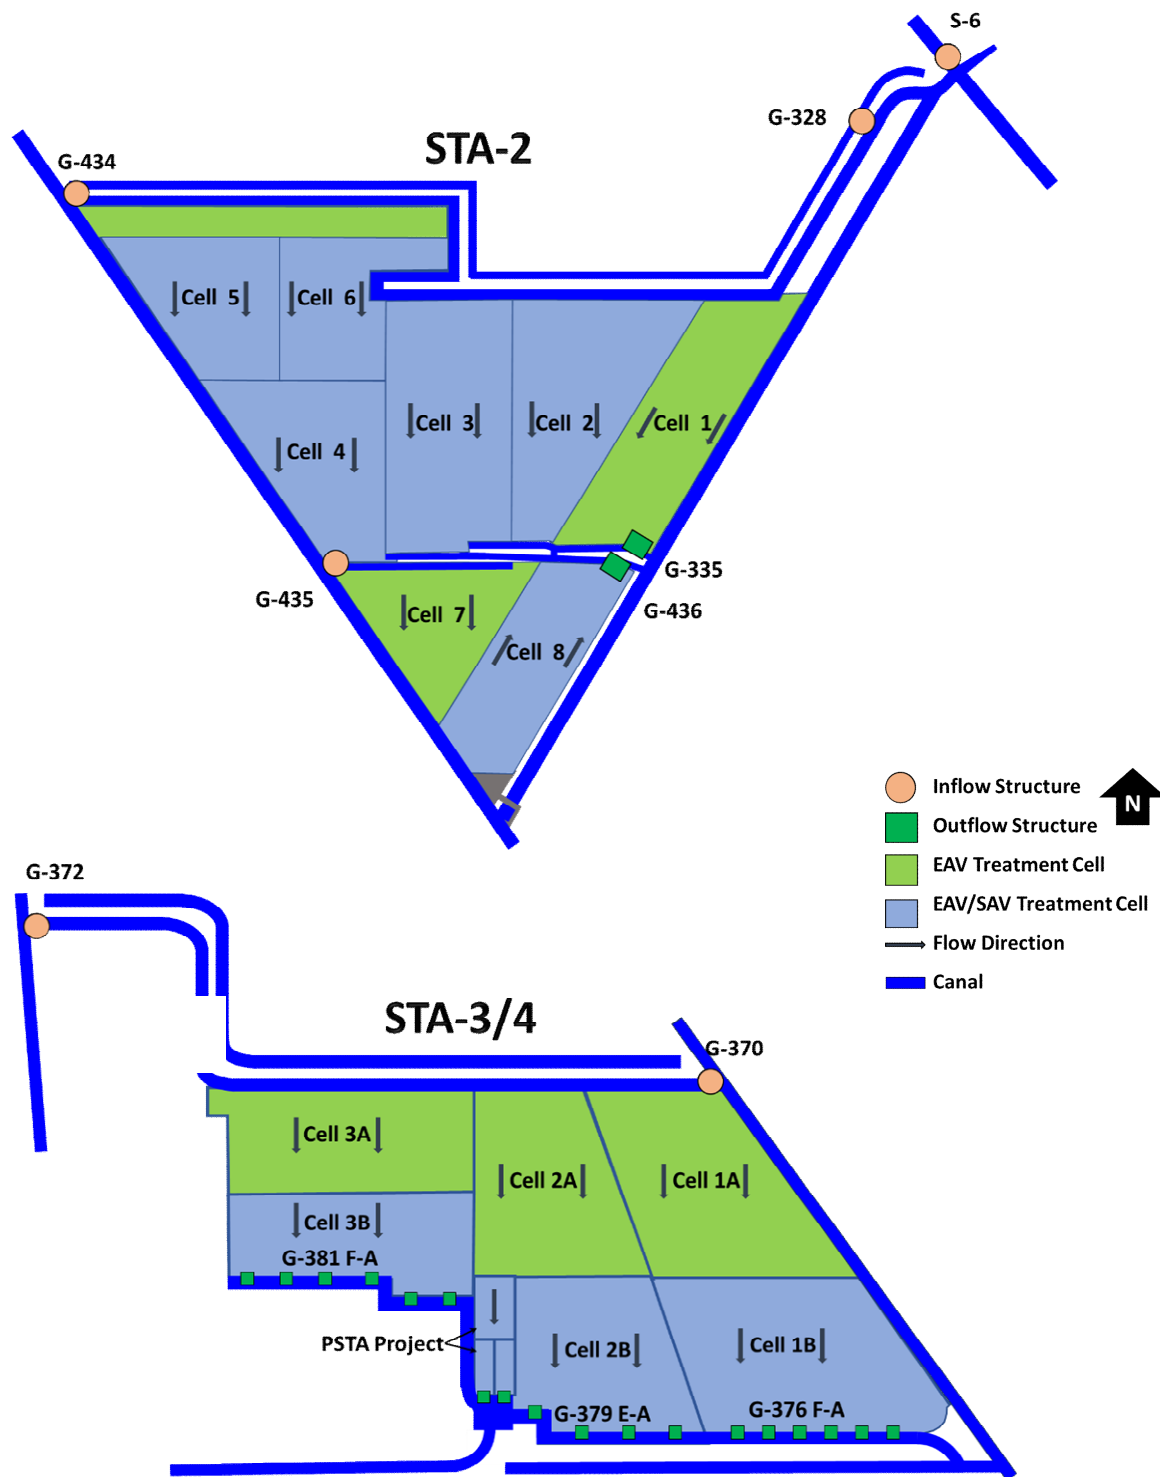 S-6
G-328
STA-2
G-434
Cell 5
Cell 6
Cell 3
Cell 2
Cell 1
Cell 4
G-335
G-435
G-436
Cell 7
Cell 8
Inflow Structure
N
Outflow Structure
EAV Treatment Cell
EAV/SAV Treatment Cell
Flow Direction
Canal
G-372
STA-3/4
G-370
Cell 3A
Cell 2A
Cell 1A
Cell 3B
G-381 F-A
PSTA Project
Cell 2B
Cell 1B
G-379 E-A
G-376 F-A